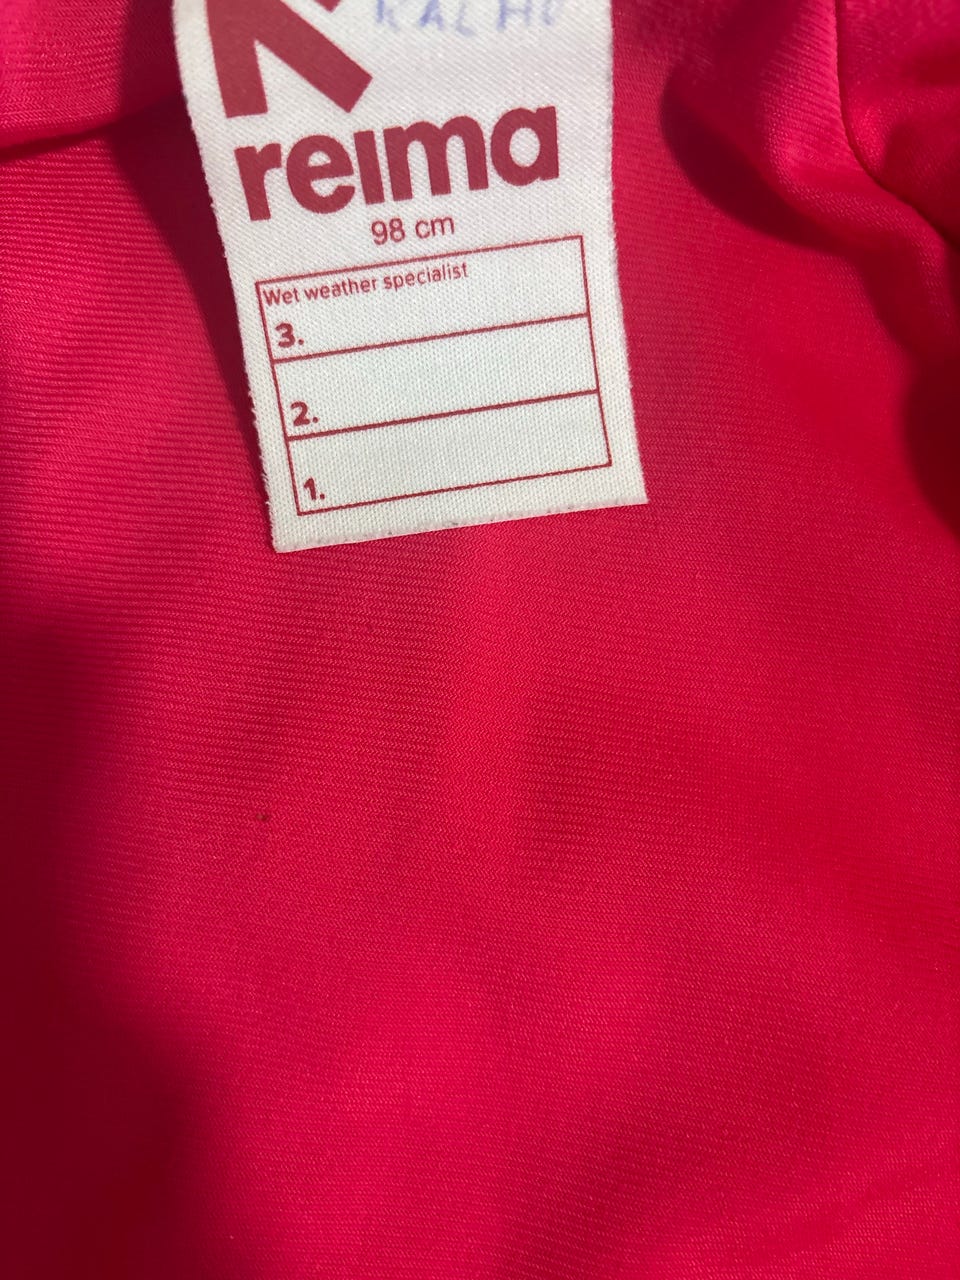 reima
98 cm
Wet weather specialist
3.
2.
1.